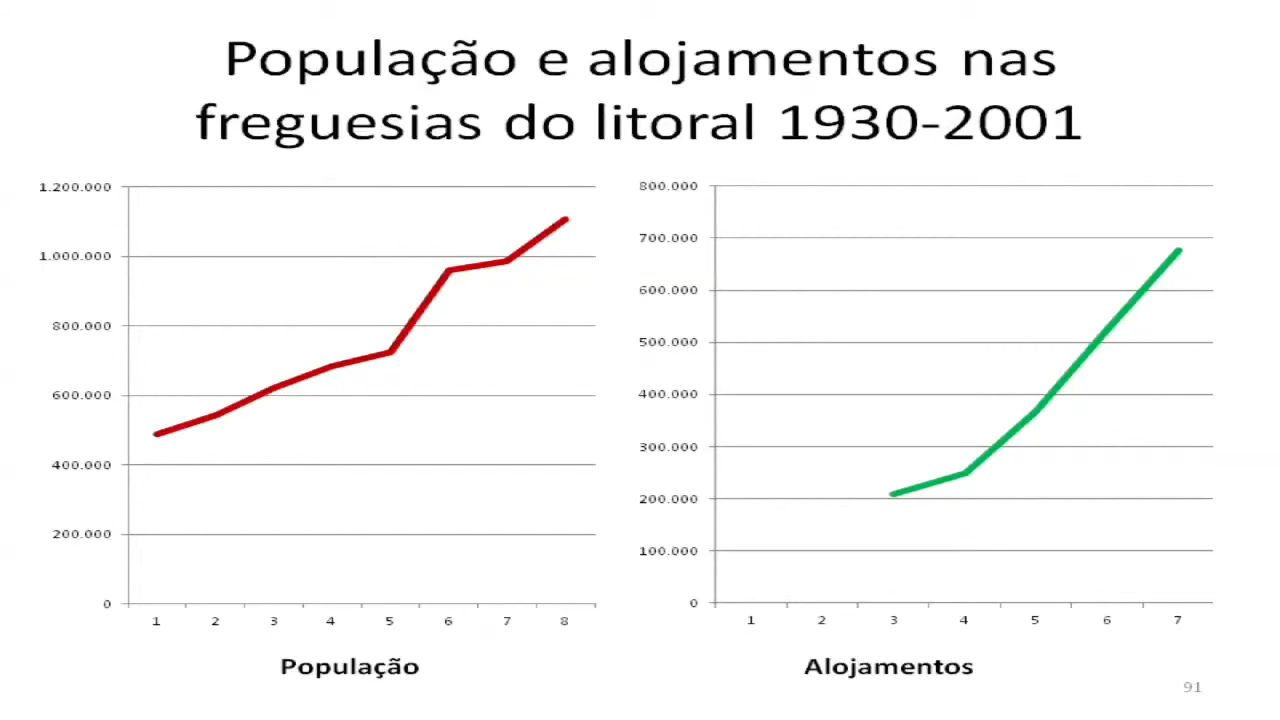 População e alojamentos nas
freguesias do litoral 1930-2001
1.200.000
1.000.000
800.000
600.000
400.000
200.000
0
1 2 3 4 5 6 7 8
População
800.000
700.000
600.000
500.000
400.000
300.000
200.000
100.000
0
1 2 3 4 5 6 7
Alojamentos
91